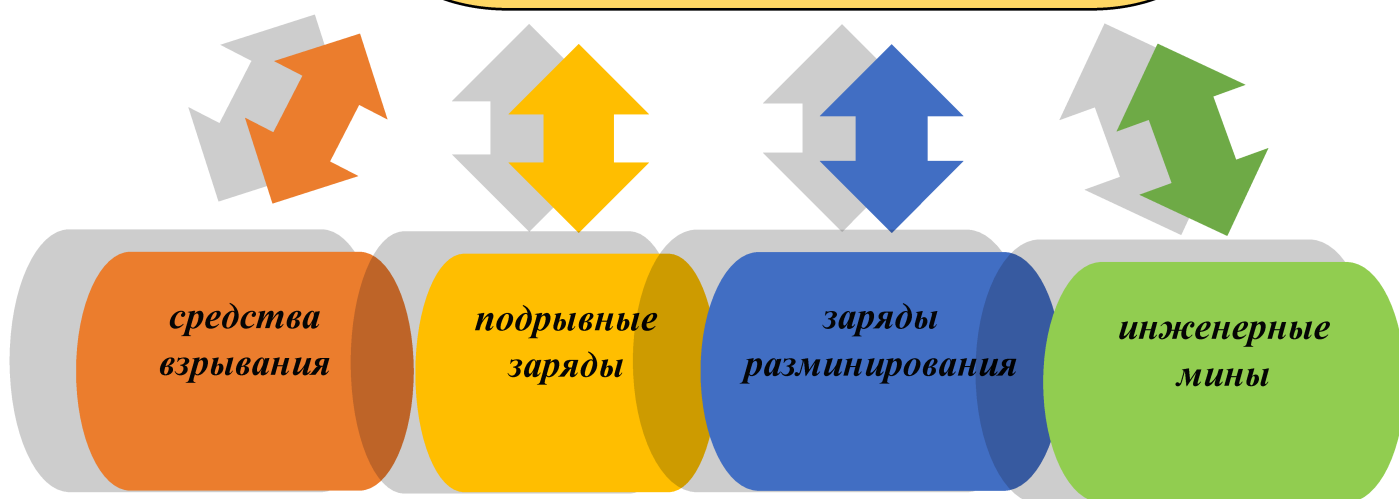 средства
взрывания
подрывные
заряды
заряды
разминирования
инженерные
мины